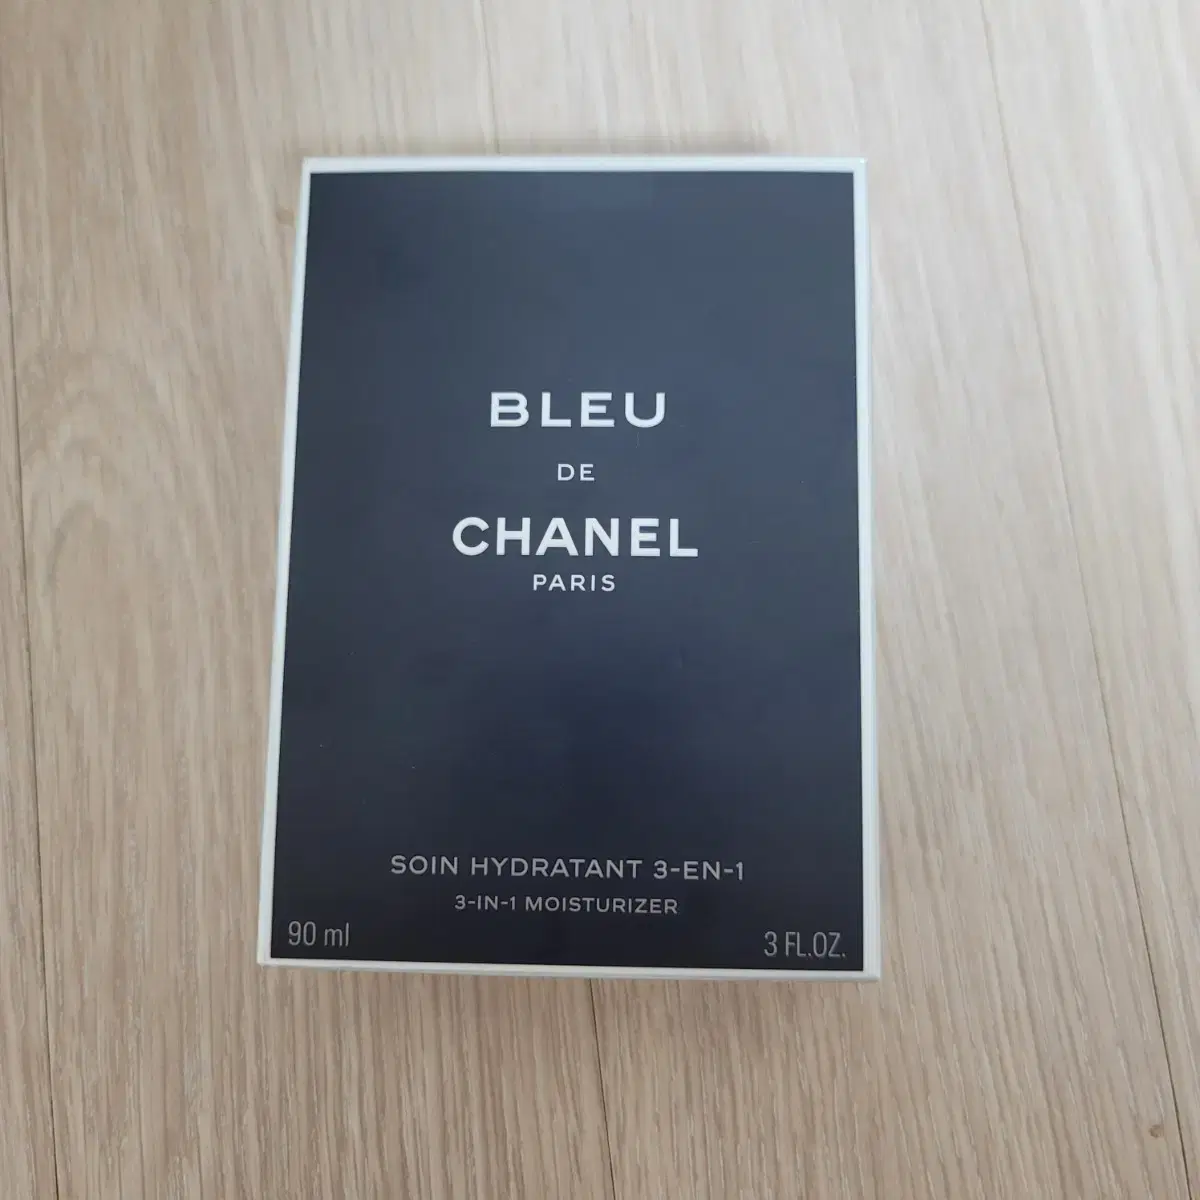 BLEU
DE
CHANEL
PARIS
SOIN HYDRATANT 3-EN-1
3-IN-1 MOISTURIZER
90 ml
3 FL.OZ.